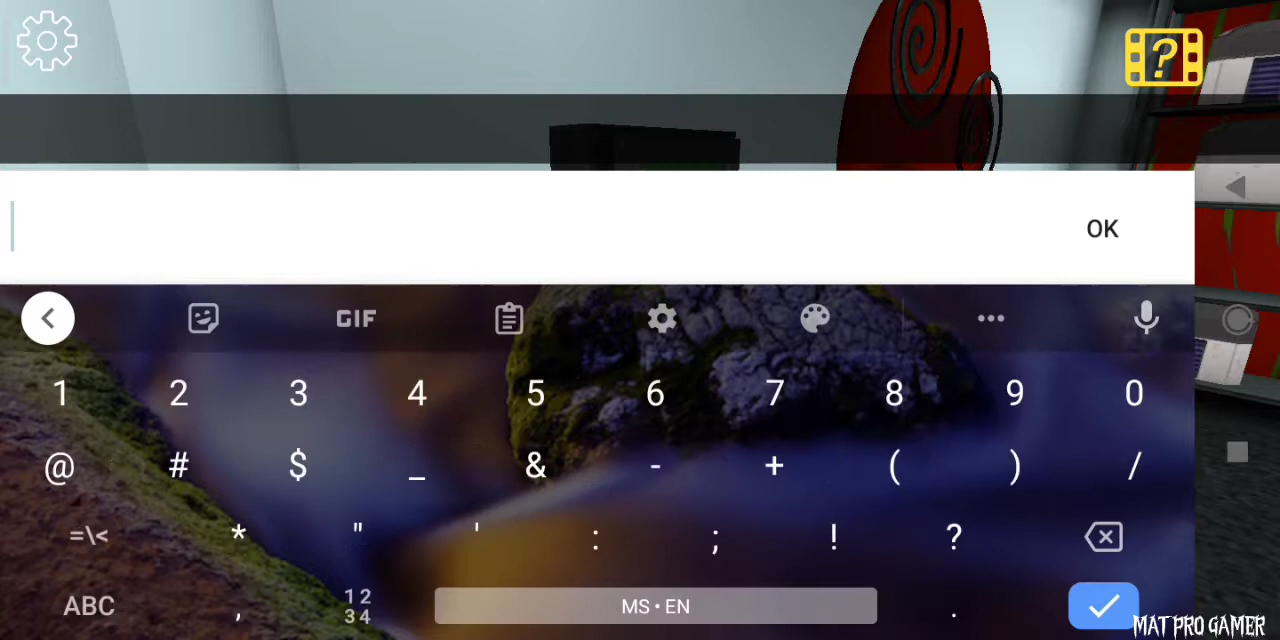 ?
OK
GIF
1 2 3 4 5 6 7 8 9 0
@ # $ _ & - + ( ) /
=\< * " ' : ; ! ?
ABC , 12 34 MS • EN .
MAT PRO GAMER